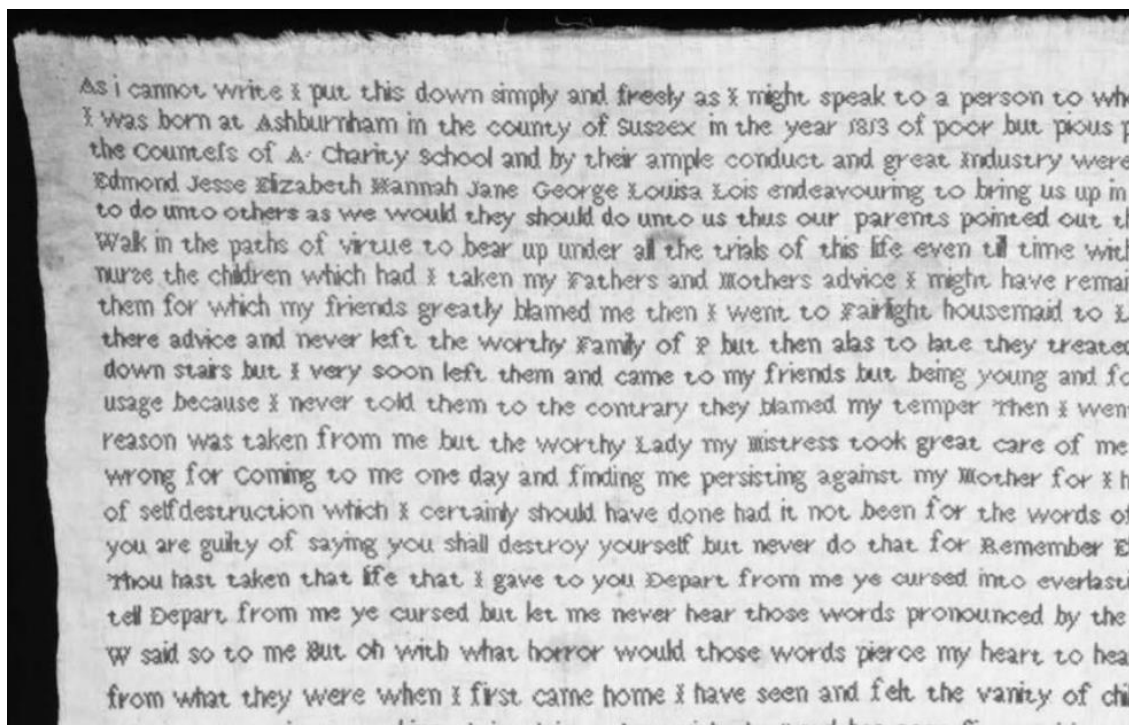 As i cannot write I put this down simply and freely as I might speak to a person to
I was born at Ashburnham in the county of Sussex in the year 1813 of poor but pious
the Countefs of A. Charity School and by their ample conduct and great Industry were
Edmond Jesse Elizabeth Hannah Jane George Louisa Lois endeavouring to bring us up in
to do unto others as we would they should do unto us thus our parents pointed out
Walk in the paths of virtue to bear up under all the trials of this life even till time
nurse the children which had I taken my Fathers and Mothers advice I might have
them for which my friends greatly blamed me then I went to Fairlight housemaid to
there advice and never left the worthy Family of P but then alas to late they treated
down stairs but I very soon left them and came to my friends but being young and
usage because I never told them to the contrary they blamed my temper Then I went
reason was taken from me but the worthy Lady my Mistress took great care of me
wrong for Coming to me one day and finding me persisting against my Mother for I
of selfdestruction which I certainly should have done had it not been for the words of
you are guilty of saying you shall destroy yourself but never do that for Remember
Thou hast taken that life that I gave to you Depart from me ye cursed into
tell Depart from me ye cursed but let me never hear those words pronounced by the
W said so to me But oh with what horror would those words pierce my heart to
from what they were when I first came home I have seen and felt the vanity of